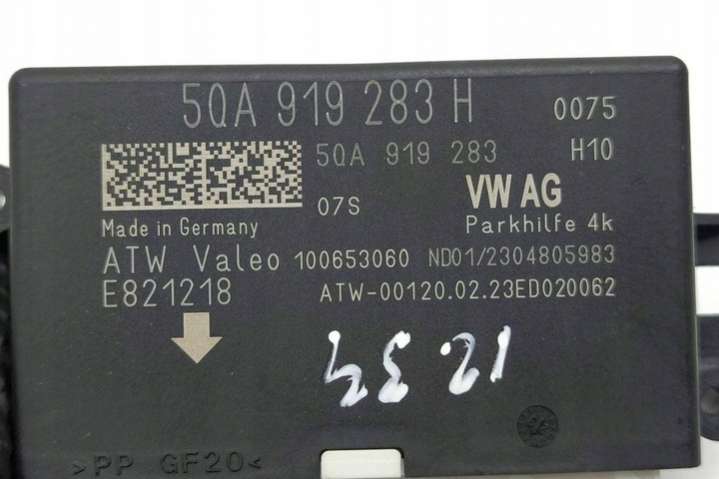 5QA 919 283 H 0075
5QA 919 283 H10
07S VW AG
Made in Germany Parkhilfe 4k
ATW Valeo 100653060 ND01/2304805983
E821218 ATW-00120.02.23ED020062
>PP GF20<